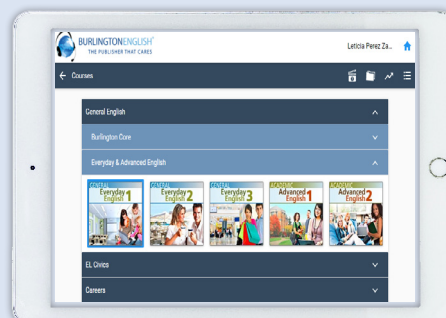 BURLINGTONENGLISH®
THE PUBLISHER THAT CARES
Leticia Perez Za...
Courses
General English
Burlington Core
Everyday & Advanced English
GENERAL
Everyday 1
English
GENERAL
Everyday 2
English
GENERAL
Everyday 3
English
ACADEMIC
Advanced 1
English
ACADEMIC
Advanced 2
English
EL Civics
Careers